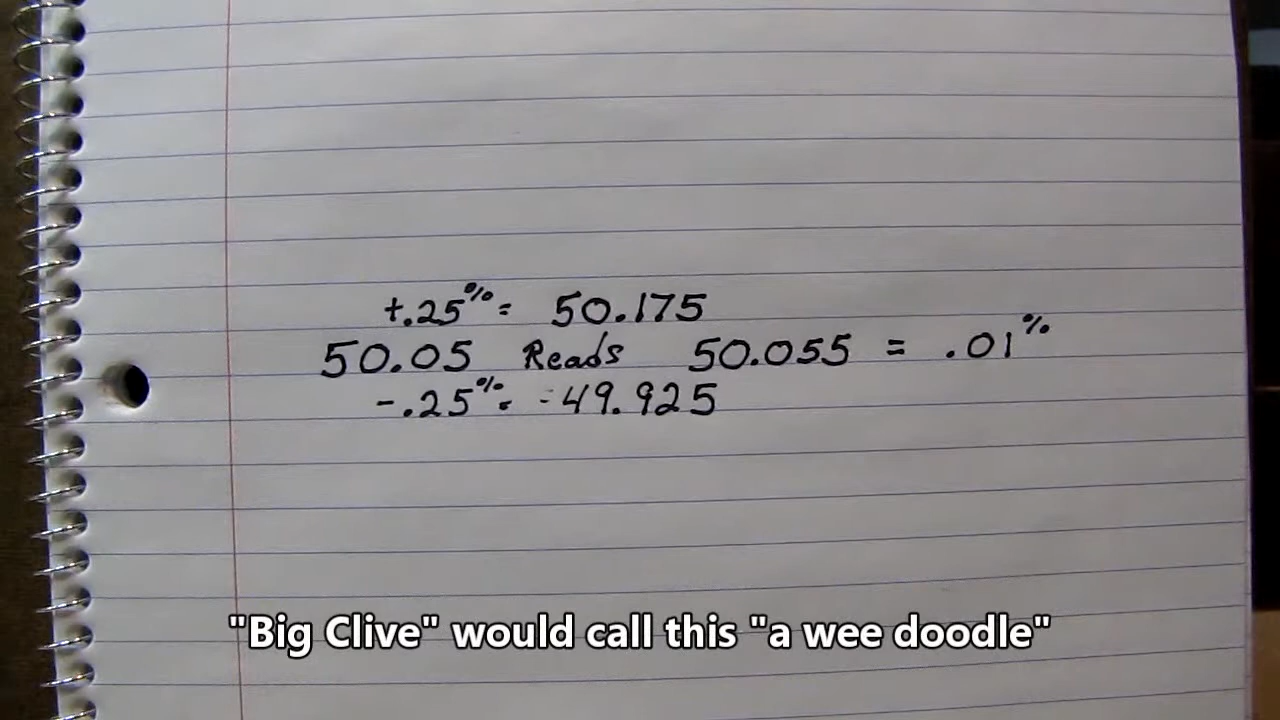 +.25%= 50.175
50.05 Reads 50.055 = .01%
-.25%= -49.925
"Big Clive" would call this "a wee doodle"